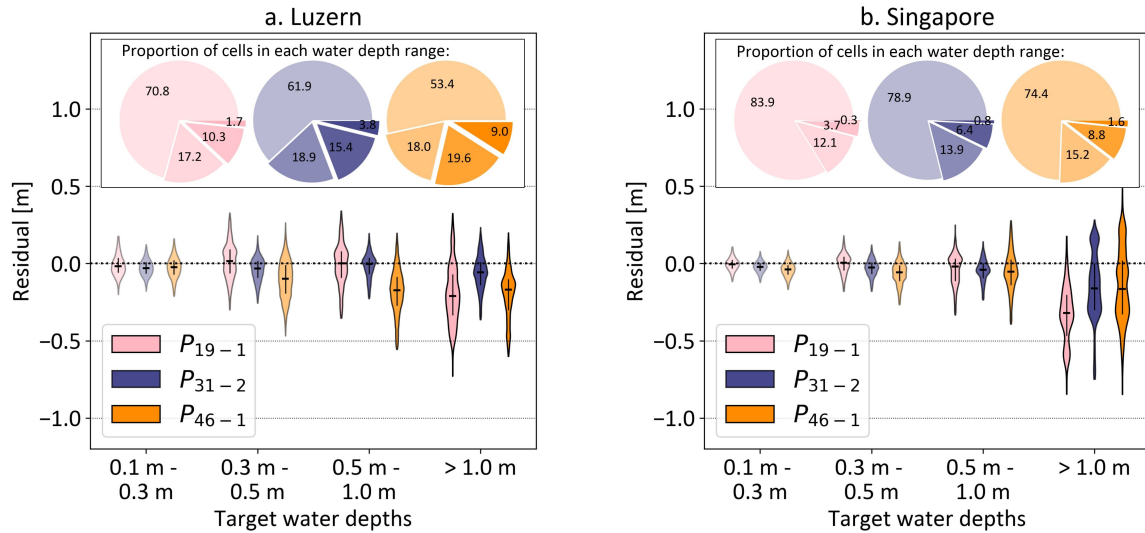 a. Luzern
Proportion of cells in each water depth range:
70.8
1.7
10.3
17.2
61.9
3.8
15.4
18.9
53.4
9.0
19.6
18.0
Residual [m]
1.0
0.5
0.0
−0.5
−1.0
P19 − 1
P31 − 2
P46 − 1
0.1 m - 0.3 m
0.3 m - 0.5 m
0.5 m - 1.0 m
> 1.0 m
Target water depths
b. Singapore
Proportion of cells in each water depth range:
83.9
0.3
3.7
12.1
78.9
0.8
6.4
13.9
74.4
1.6
8.8
15.2
Residual [m]
1.0
0.5
0.0
−0.5
−1.0
P19 − 1
P31 − 2
P46 − 1
0.1 m - 0.3 m
0.3 m - 0.5 m
0.5 m - 1.0 m
> 1.0 m
Target water depths